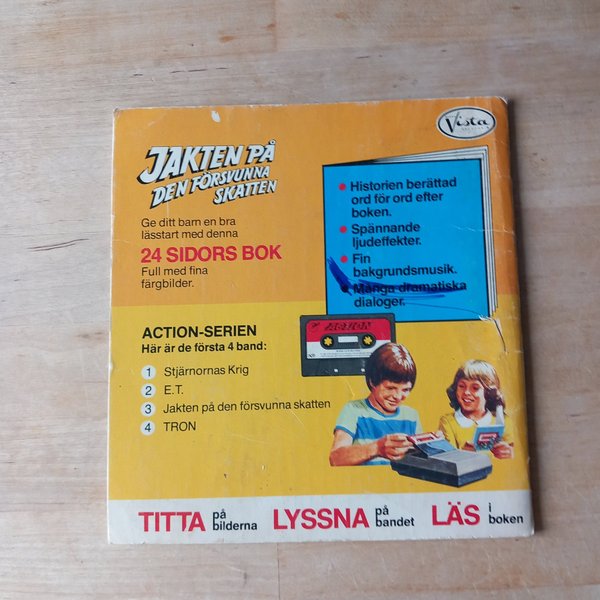 Vista
JAKTEN PÅ
DEN FÖRSVUNNA
SKATTEN
Ge ditt barn en bra
lässtart med denna
24 SIDORS BOK
Full med fina
färgbilder.
Historien berättad
ord för ord efter
boken.
Spännande
ljudeffekter.
Fin
bakgrundsmusik.
Många dramatiska
dialoger.
ACTION
ACTION-SERIEN
Här är de första 4 band:
1 Stjärnornas Krig
2 E.T.
3 Jakten på den försvunna skatten
4 TRON
TITTA på bilderna LYSSNA på bandet LÄS i boken